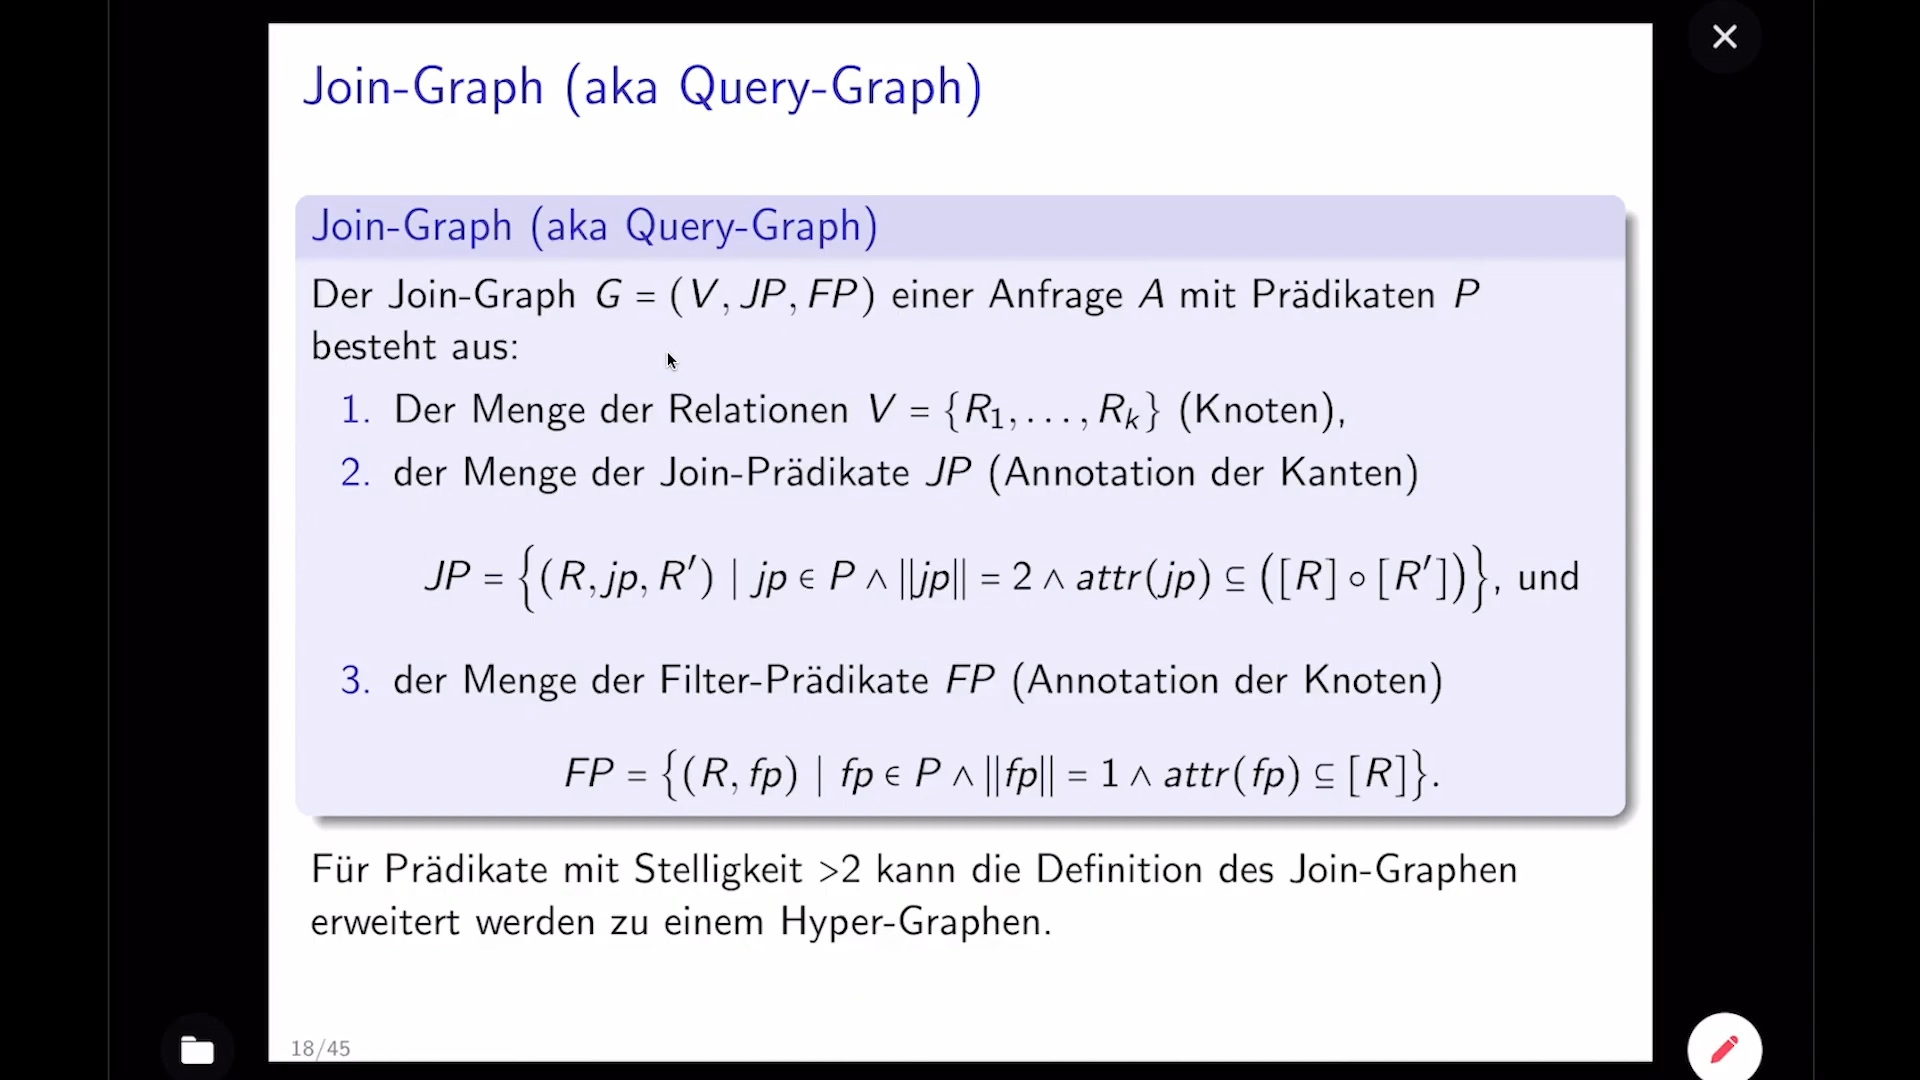 Join-Graph (aka Query-Graph)
Join-Graph (aka Query-Graph)
Der Join-Graph G = (V, JP, FP) einer Anfrage A mit Prädikaten P
besteht aus:
1. Der Menge der Relationen V = {R₁, . . . , Rₖ} (Knoten),
2. der Menge der Join-Prädikate JP (Annotation der Kanten)
JP = {(R, jp, R′) | jp ∈ P ∧ ||jp|| = 2 ∧ attr(jp) ⊆ ([R] ∘ [R′])}, und
3. der Menge der Filter-Prädikate FP (Annotation der Knoten)
FP = {(R, fp) | fp ∈ P ∧ ||fp|| = 1 ∧ attr(fp) ⊆ [R]}.
Für Prädikate mit Stelligkeit >2 kann die Definition des Join-Graphen
erweitert werden zu einem Hyper-Graphen.
18/45